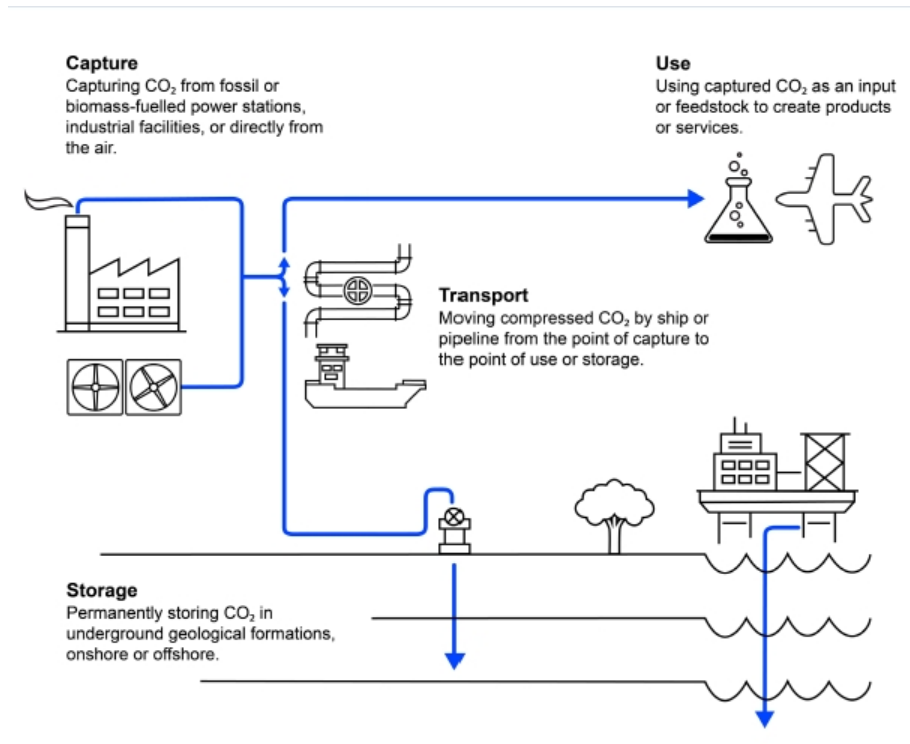 Capture
Capturing CO₂ from fossil or
biomass-fuelled power stations,
industrial facilities, or directly from
the air.
Use
Using captured CO₂ as an input
or feedstock to create products
or services.
Transport
Moving compressed CO₂ by ship or
pipeline from the point of capture to
the point of use or storage.
Storage
Permanently storing CO₂ in
underground geological formations,
onshore or offshore.